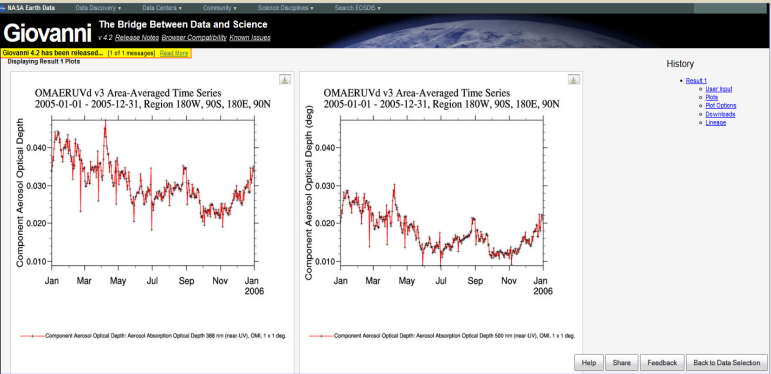 NASA Earth Data Data Discovery ▾ Data Centers ▾ Community ▾ Science Disciplines ▾ Search EOSDIS ▾
Giovanni The Bridge Between Data and Science
v 4.2 Release Notes Browser Compatibility Known Issues
Giovanni 4.2 has been released... [1 of 1 messages] Read More
Displaying Result 1 Plots
OMAERUVd v3 Area-Averaged Time Series
2005-01-01 - 2005-12-31, Region 180W, 90S, 180E, 90N
Component Aerosol Optical Depth
0.040
0.030
0.020
0.010
Jan Mar May Jul Sep Nov Jan
2006
Component Aerosol Optical Depth: Aerosol Absorption Optical Depth 388 nm (near-UV), OMI, 1 x 1 deg.
OMAERUVd v3 Area-Averaged Time Series
2005-01-01 - 2005-12-31, Region 180W, 90S, 180E, 90N
Component Aerosol Optical Depth (deg)
0.040
0.030
0.020
0.010
Jan Mar May Jul Sep Nov Jan
2006
Component Aerosol Optical Depth: Aerosol Absorption Optical Depth 500 nm (near-UV), OMI, 1 x 1 deg.
History
Result 1
User Input
Plots
Plot Options
Downloads
Lineage
Help Share Feedback Back to Data Selection